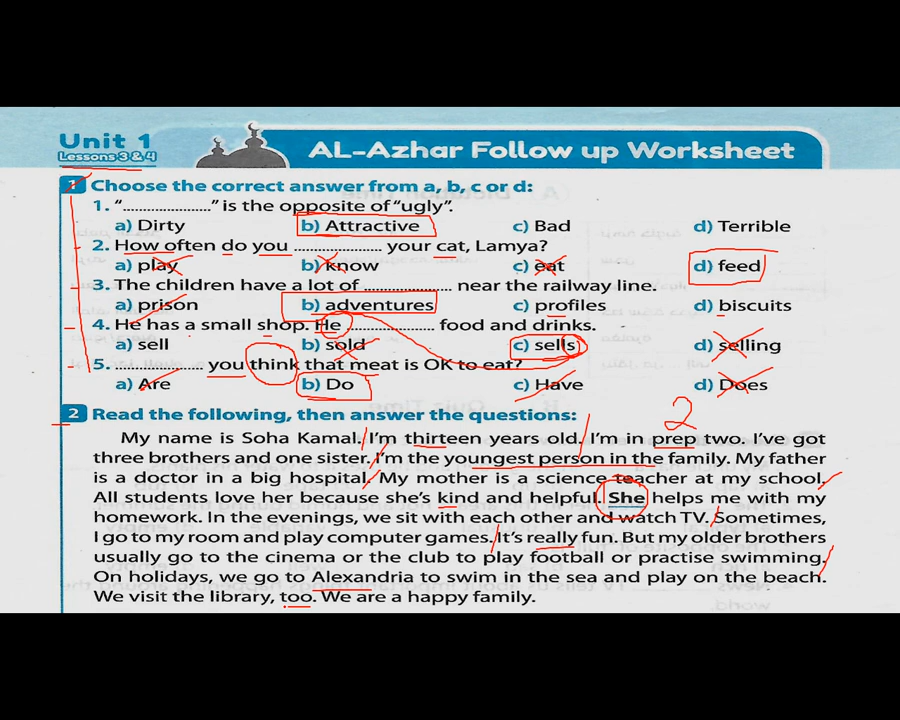 Unit 1
Lessons 3 & 4
AL-Azhar Follow up Worksheet
1 Choose the correct answer from a, b, c or d:
1. "....................." is the opposite of "ugly".
a) Dirty b) Attractive c) Bad d) Terrible
2. How often do you ..................... your cat, Lamya?
a) play b) know c) eat d) feed
3. The children have a lot of ..................... near the railway line.
a) prison b) adventures c) profiles d) biscuits
4. He has a small shop. He ..................... food and drinks.
a) sell b) sold c) sells d) selling
5. ..................... you think that meat is OK to eat?
a) Are b) Do c) Have d) Does
2 Read the following, then answer the questions:
2
My name is Soha Kamal. I'm thirteen years old. I'm in prep two. I've got
three brothers and one sister. I'm the youngest person in the family. My father
is a doctor in a big hospital. My mother is a science teacher at my school.
All students love her because she's kind and helpful. She helps me with my
homework. In the evenings, we sit with each other and watch TV. Sometimes,
I go to my room and play computer games. It's really fun. But my older brothers
usually go to the cinema or the club to play football or practise swimming.
On holidays, we go to Alexandria to swim in the sea and play on the beach.
We visit the library, too. We are a happy family.